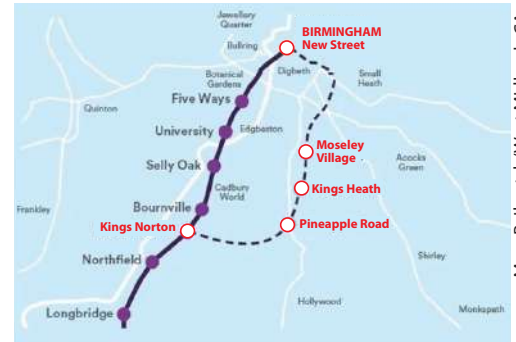 Jewellery
Quarter
BIRMINGHAM
New Street
Bullring
Botanical
Gardens
Digbeth
Small
Heath
Five Ways
Quinton
University
Edgbaston
Moseley
Village
Acocks
Green
Selly Oak
Cadbury
World
Kings Heath
Frankley
Bournville
Kings Norton
Pineapple Road
Northfield
Shirley
Hollywood
Monkspath
Longbridge